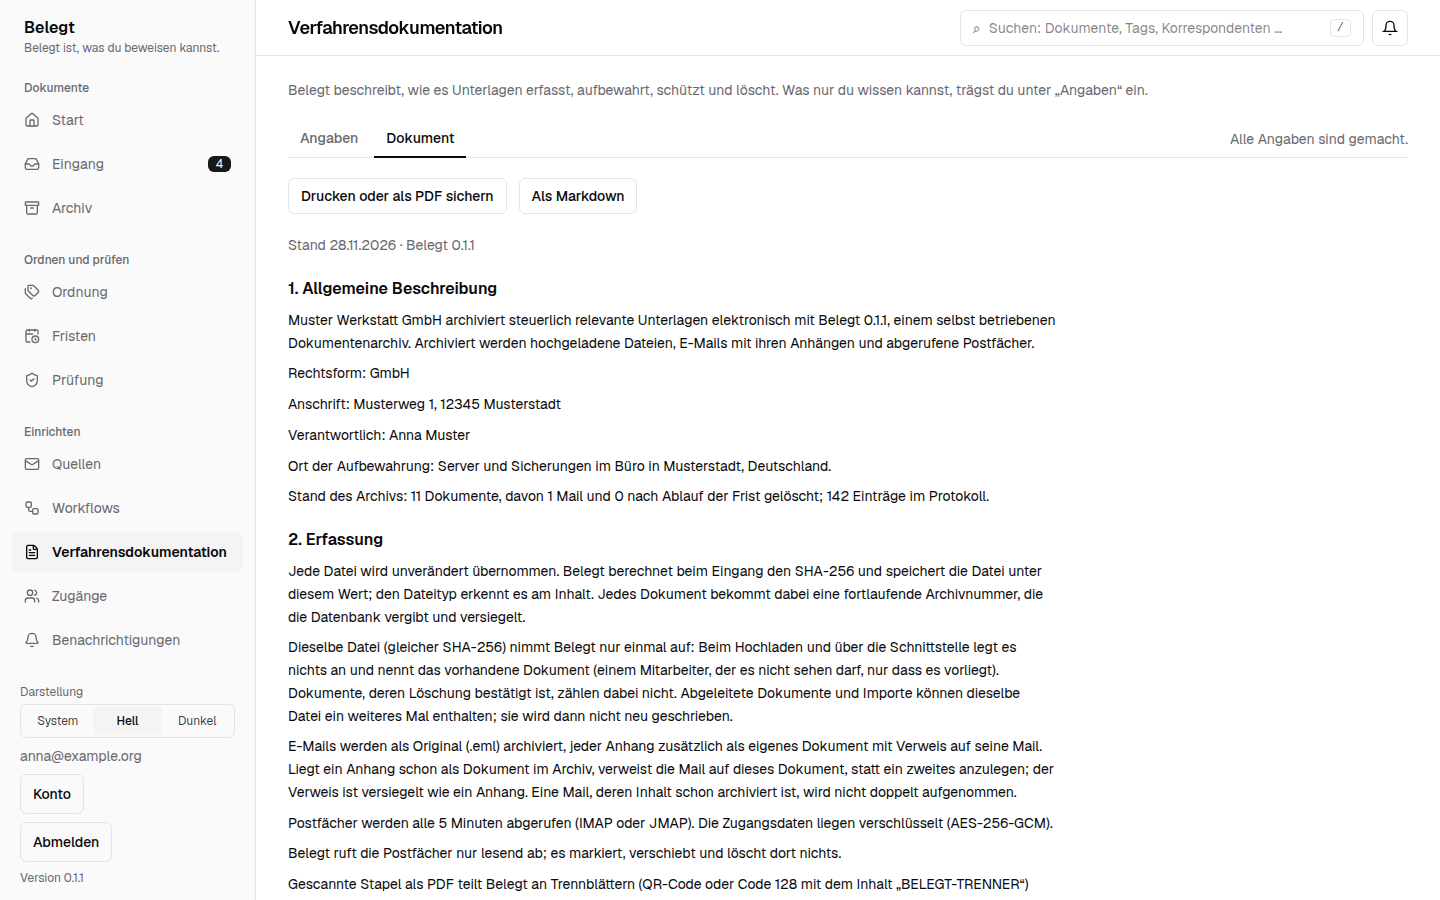 Belegt
Belegt ist, was du beweisen kannst.
Dokumente
Start
Eingang
4
Archiv
Ordnen und prüfen
Ordnung
Fristen
Prüfung
Einrichten
Quellen
Workflows
Verfahrensdokumentation
Zugänge
Benachrichtigungen
Darstellung
System
Hell
Dunkel
anna@example.org
Konto
Abmelden
Version 0.1.1
Verfahrensdokumentation
Suchen: Dokumente, Tags, Korrespondenten …
/
Belegt beschreibt, wie es Unterlagen erfasst, aufbewahrt, schützt und löscht. Was nur du wissen kannst, trägst du unter „Angaben“ ein.
Angaben
Dokument
Alle Angaben sind gemacht.
Drucken oder als PDF sichern
Als Markdown
Stand 28.11.2026 · Belegt 0.1.1
1. Allgemeine Beschreibung
Muster Werkstatt GmbH archiviert steuerlich relevante Unterlagen elektronisch mit Belegt 0.1.1, einem selbst betriebenen
Dokumentenarchiv. Archiviert werden hochgeladene Dateien, E-Mails mit ihren Anhängen und abgerufene Postfächer.
Rechtsform: GmbH
Anschrift: Musterweg 1, 12345 Musterstadt
Verantwortlich: Anna Muster
Ort der Aufbewahrung: Server und Sicherungen im Büro in Musterstadt, Deutschland.
Stand des Archivs: 11 Dokumente, davon 1 Mail und 0 nach Ablauf der Frist gelöscht; 142 Einträge im Protokoll.
2. Erfassung
Jede Datei wird unverändert übernommen. Belegt berechnet beim Eingang den SHA-256 und speichert die Datei unter
diesem Wert; den Dateityp erkennt es am Inhalt. Jedes Dokument bekommt dabei eine fortlaufende Archivnummer, die
die Datenbank vergibt und versiegelt.
Dieselbe Datei (gleicher SHA-256) nimmt Belegt nur einmal auf: Beim Hochladen und über die Schnittstelle legt es
nichts an und nennt das vorhandene Dokument (einem Mitarbeiter, der es nicht sehen darf, nur dass es vorliegt).
Dokumente, deren Löschung bestätigt ist, zählen dabei nicht. Abgeleitete Dokumente und Importe können dieselbe
Datei ein weiteres Mal enthalten; sie wird dann nicht neu geschrieben.
E-Mails werden als Original (.eml) archiviert, jeder Anhang zusätzlich als eigenes Dokument mit Verweis auf seine Mail.
Liegt ein Anhang schon als Dokument im Archiv, verweist die Mail auf dieses Dokument, statt ein zweites anzulegen; der
Verweis ist versiegelt wie ein Anhang. Eine Mail, deren Inhalt schon archiviert ist, wird nicht doppelt aufgenommen.
Postfächer werden alle 5 Minuten abgerufen (IMAP oder JMAP). Die Zugangsdaten liegen verschlüsselt (AES-256-GCM).
Belegt ruft die Postfächer nur lesend ab; es markiert, verschiebt und löscht dort nichts.
Gescannte Stapel als PDF teilt Belegt an Trennblättern (QR-Code oder Code 128 mit dem Inhalt „BELEGT-TRENNER“)